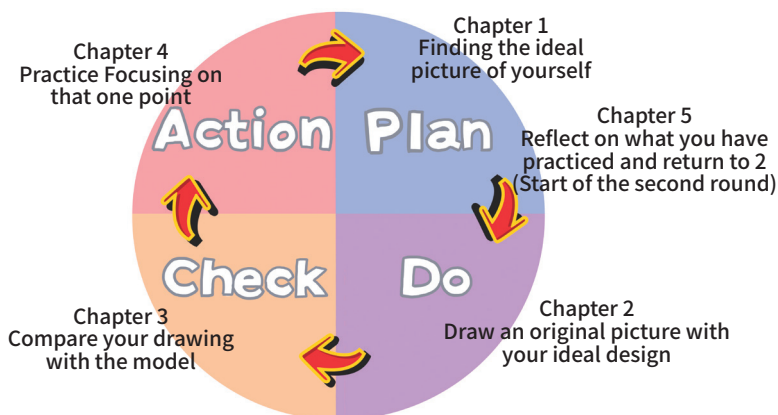 Chapter 1
Finding the ideal
picture of yourself
Chapter 4
Practice Focusing on
that one point
Action
Plan
Chapter 5
Reflect on what you have
practiced and return to 2
(Start of the second round)
Check
Do
Chapter 3
Compare your drawing
with the model
Chapter 2
Draw an original picture with
your ideal design